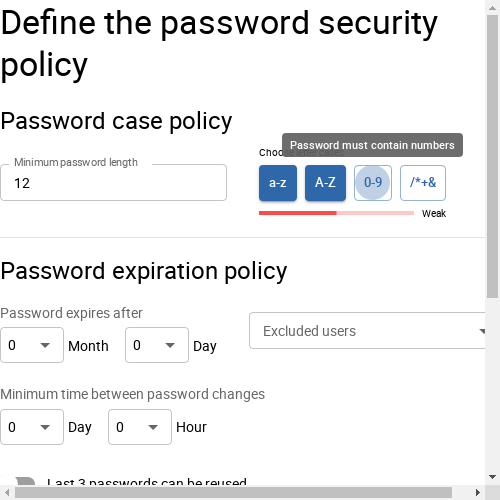 Define the password security
policy
Password case policy
Password must contain numbers
Minimum password length
12
a-z
A-Z
0-9
/*+&
Weak
Password expiration policy
Password expires after
0
Month
0
Day
Excluded users
Minimum time between password changes
0
Day
0
Hour
Last 3 passwords can be reused